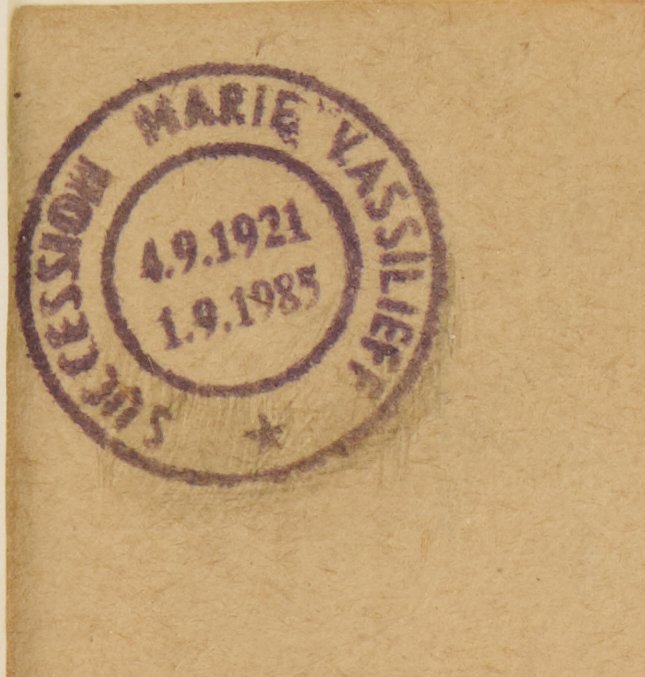 SUCCESSION MARIE VASSILIEFF
4.9.1921
1.9.1985